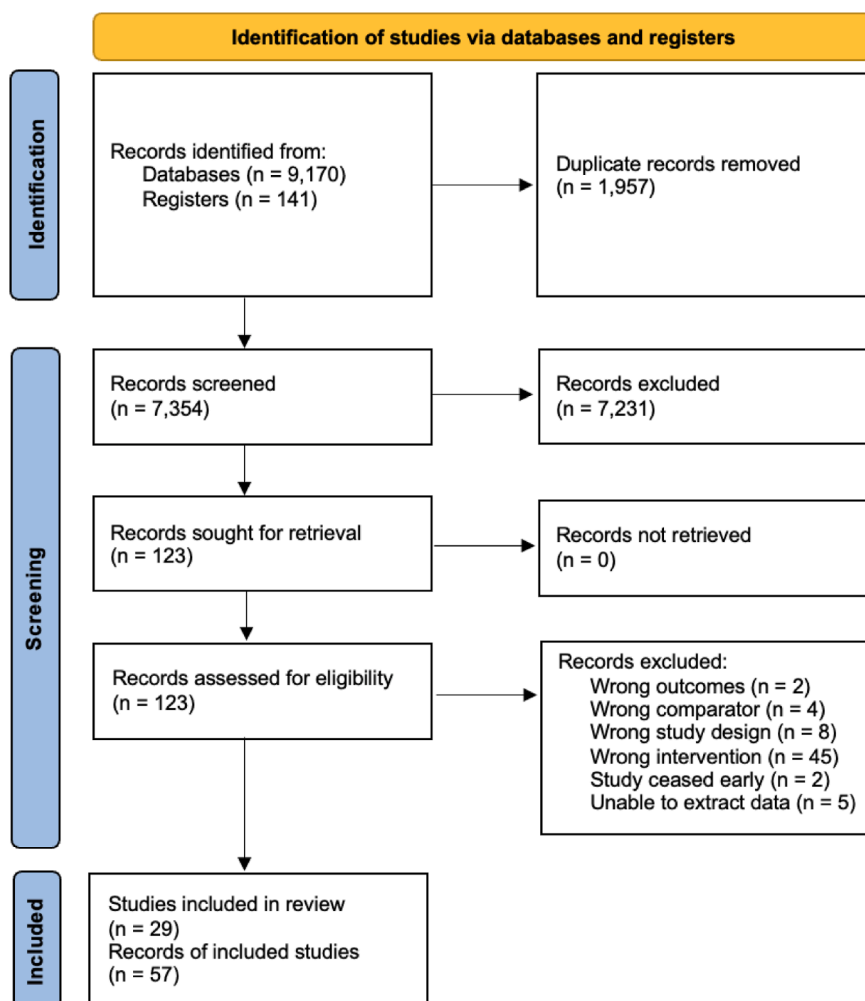 Identification of studies via databases and registers
Identification
Records identified from:
Databases (n = 9,170)
Registers (n = 141)
Duplicate records removed
(n = 1,957)
Screening
Records screened
(n = 7,354)
Records excluded
(n = 7,231)
Records sought for retrieval
(n = 123)
Records not retrieved
(n = 0)
Records assessed for eligibility
(n = 123)
Records excluded:
Wrong outcomes (n = 2)
Wrong comparator (n = 4)
Wrong study design (n = 8)
Wrong intervention (n = 45)
Study ceased early (n = 2)
Unable to extract data (n = 5)
Included
Studies included in review
(n = 29)
Records of included studies
(n = 57)